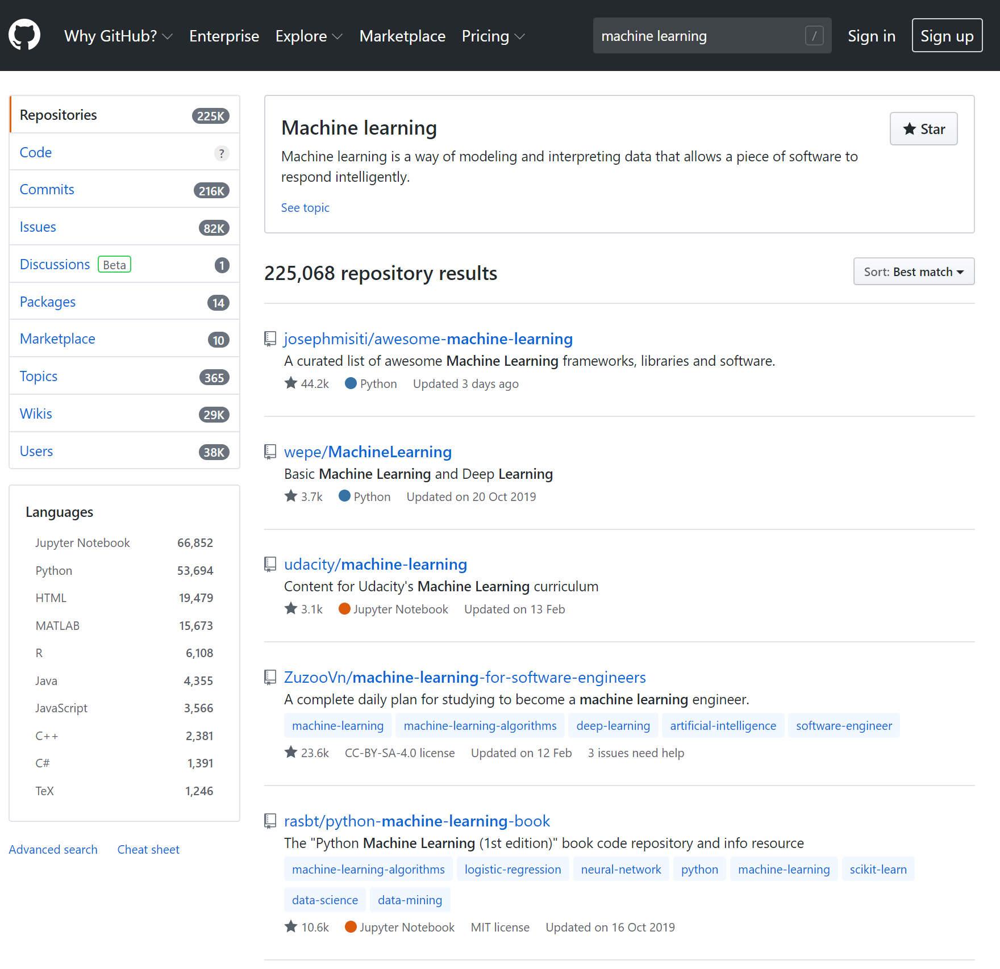 Why GitHub? Enterprise Explore Marketplace Pricing machine learning / Sign in Sign up
Repositories 225K
Code ?
Commits 216K
Issues 82K
Discussions Beta 1
Packages 14
Marketplace 10
Topics 365
Wikis 29K
Users 38K
Languages
Jupyter Notebook 66,852
Python 53,694
HTML 19,479
MATLAB 15,673
R 6,108
Java 4,355
JavaScript 3,566
C++ 2,381
C# 1,391
TeX 1,246
Advanced search Cheat sheet
Machine learning
Star
Machine learning is a way of modeling and interpreting data that allows a piece of software to
respond intelligently.
See topic
225,068 repository results
Sort: Best match
josephmisiti/awesome-machine-learning
A curated list of awesome Machine Learning frameworks, libraries and software.
44.2k Python Updated 3 days ago
wepe/MachineLearning
Basic Machine Learning and Deep Learning
3.7k Python Updated on 20 Oct 2019
udacity/machine-learning
Content for Udacity's Machine Learning curriculum
3.1k Jupyter Notebook Updated on 13 Feb
ZuzooVn/machine-learning-for-software-engineers
A complete daily plan for studying to become a machine learning engineer.
machine-learning machine-learning-algorithms deep-learning artificial-intelligence software-engineer
23.6k CC-BY-SA-4.0 license Updated on 12 Feb 3 issues need help
rasbt/python-machine-learning-book
The "Python Machine Learning (1st edition)" book code repository and info resource
machine-learning-algorithms logistic-regression neural-network python machine-learning scikit-learn
data-science data-mining
10.6k Jupyter Notebook MIT license Updated on 16 Oct 2019